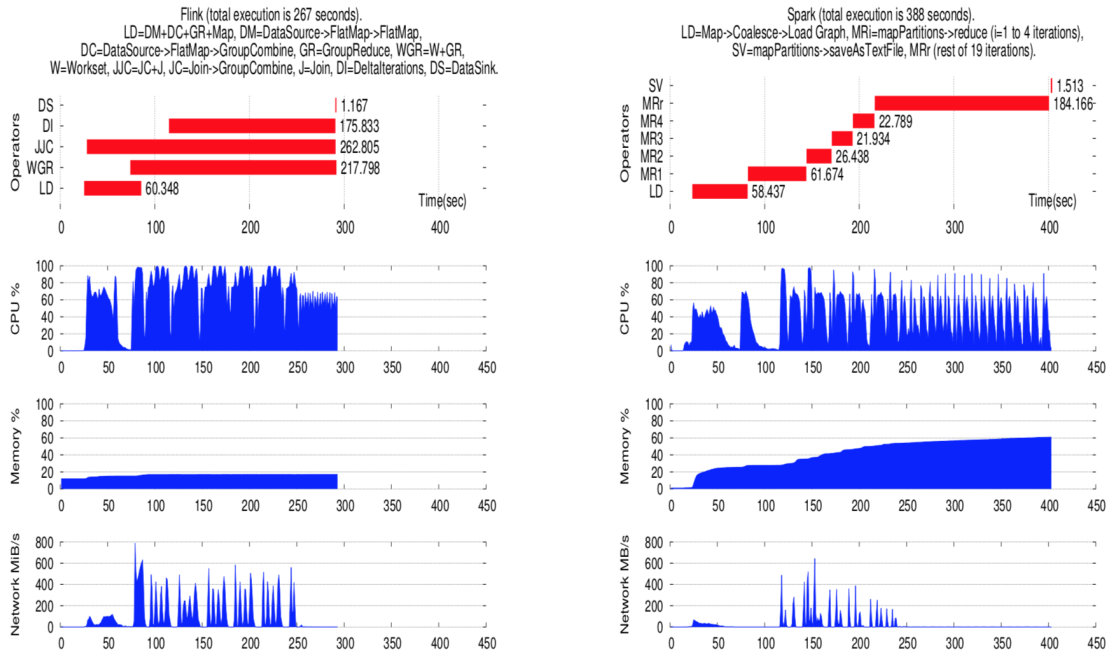 Flink (total execution is 267 seconds).
LD=DM+DC+GR+Map, DM=DataSource->FlatMap->FlatMap,
DC=DataSource->FlatMap->GroupCombine, GR=GroupReduce, WGR=W+GR,
W=Workset, JJC=JC+J, JC=Join->GroupCombine, J=Join, DI=DeltaIterations, DS=DataSink.
Operators
DS 1.167
DI 175.833
JJC 262.805
WGR 217.798
LD 60.348
Time(sec)
0 100 200 300 400
CPU %
100
80
60
40
20
0
0 50 100 150 200 250 300 350 400 450
Memory %
100
80
60
40
20
0
0 50 100 150 200 250 300 350 400 450
Network MiB/s
800
600
400
200
0
0 50 100 150 200 250 300 350 400 450
Spark (total execution is 388 seconds).
LD=Map->Coalesce->Load Graph, MRi=mapPartitions->reduce (i=1 to 4 iterations),
SV=mapPartitions->saveAsTextFile, MRr (rest of 19 iterations).
Operators
SV 1.513
MRr 184.166
MR4 22.789
MR3 21.934
MR2 26.438
MR1 61.674
LD 58.437
Time(sec)
0 100 200 300 400
CPU %
100
80
60
40
20
0
0 50 100 150 200 250 300 350 400 450
Memory %
100
80
60
40
20
0
0 50 100 150 200 250 300 350 400 450
Network MB/s
800
600
400
200
0
0 50 100 150 200 250 300 350 400 450